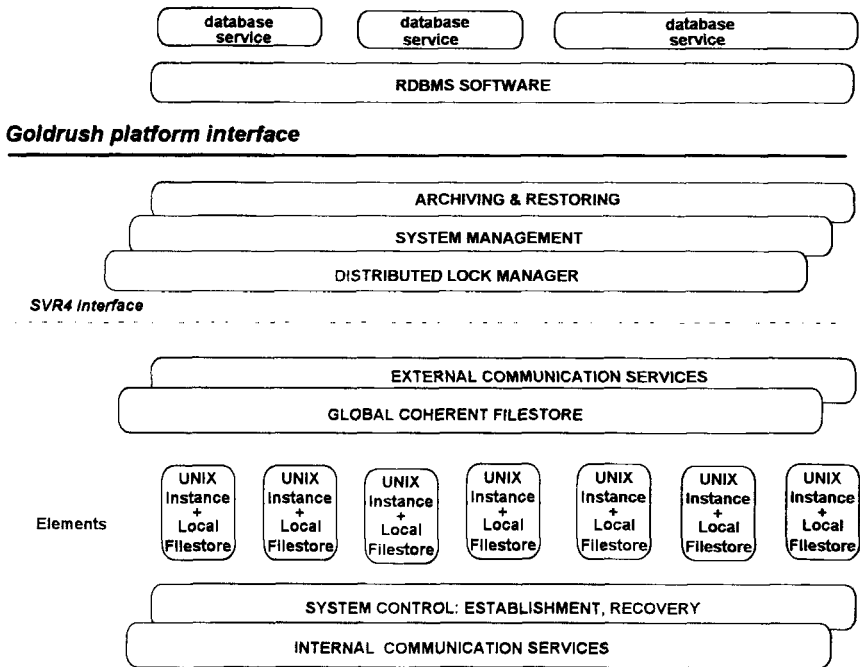 database
service
database
service
database
service
RDBMS SOFTWARE
Goldrush platform interface
ARCHIVING & RESTORING
SYSTEM MANAGEMENT
DISTRIBUTED LOCK MANAGER
SVR4 Interface
EXTERNAL COMMUNICATION SERVICES
GLOBAL COHERENT FILESTORE
Elements
UNIX
Instance
+
Local
Filestore
UNIX
Instance
+
Local
Filestore
UNIX
Instance
+
Local
Filestore
UNIX
Instance
+
Local
Filestore
UNIX
Instance
+
Local
Filestore
UNIX
Instance
+
Local
Filestore
UNIX
Instance
+
Local
Filestore
SYSTEM CONTROL: ESTABLISHMENT, RECOVERY
INTERNAL COMMUNICATION SERVICES